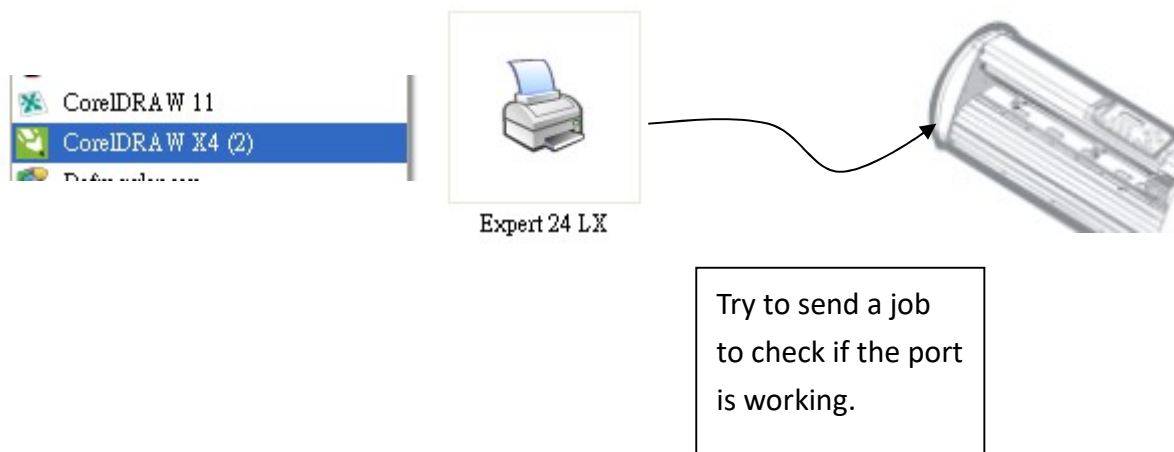 CorelDRAW 11
CorelDRAW X4 (2)
Expert 24 LX
Try to send a job
to check if the port
is working.